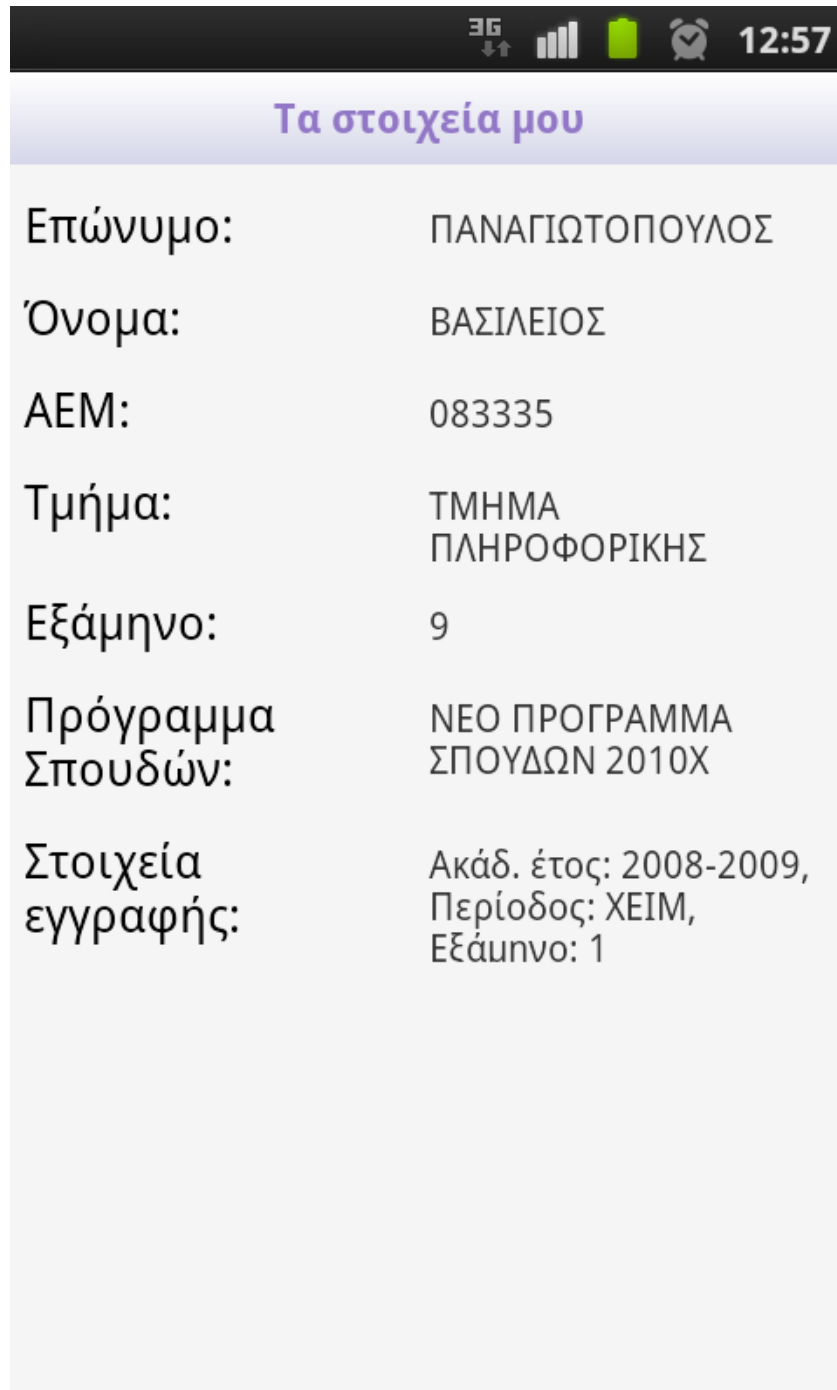 3G
12:57
Τα στοιχεία μου
Επώνυμο: ΠΑΝΑΓΙΩΤΟΠΟΥΛΟΣ
Όνομα: ΒΑΣΙΛΕΙΟΣ
ΑΕΜ: 083335
Τμήμα: ΤΜΗΜΑ
ΠΛΗΡΟΦΟΡΙΚΗΣ
Εξάμηνο: 9
Πρόγραμμα
Σπουδών:
ΝΕΟ ΠΡΟΓΡΑΜΜΑ
ΣΠΟΥΔΩΝ 2010Χ
Στοιχεία
εγγραφής:
Ακάδ. έτος: 2008-2009,
Περίοδος: ΧΕΙΜ,
Εξάμηνο: 1